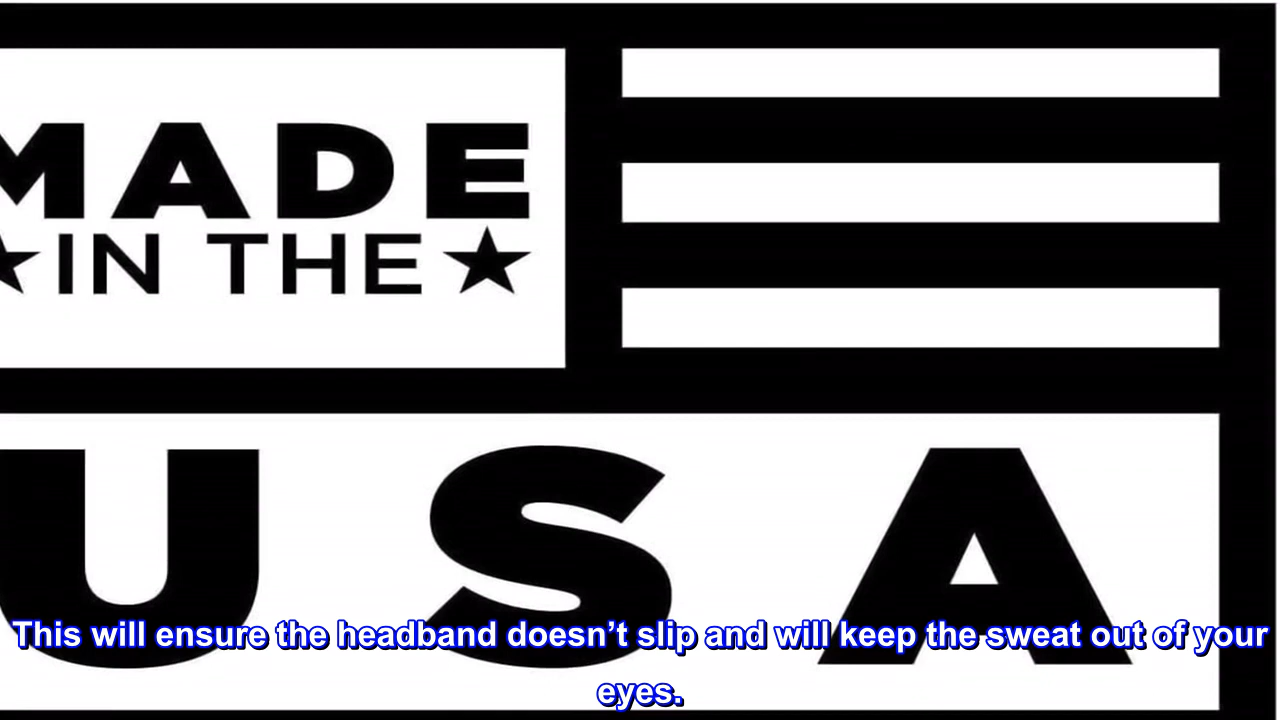 MADE
★IN THE★
USA
This will ensure the headband doesn’t slip and will keep the sweat out of your
eyes.